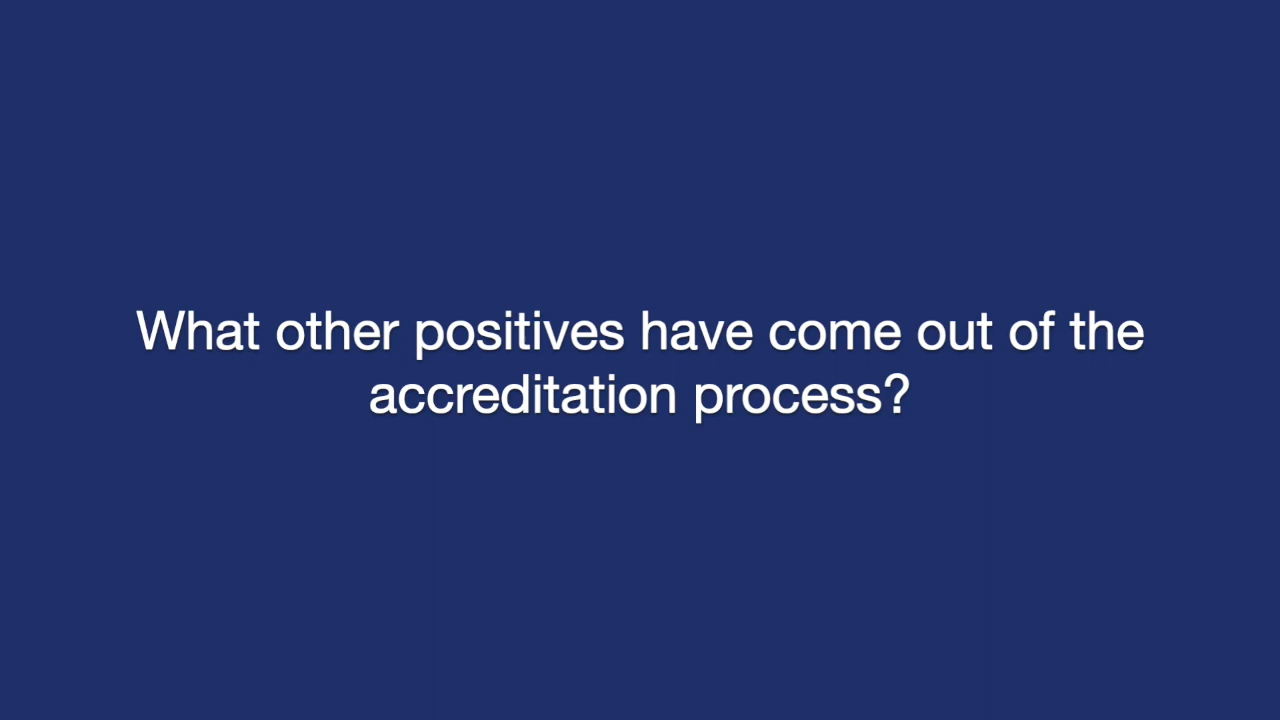 What other positives have come out of the
accreditation process?